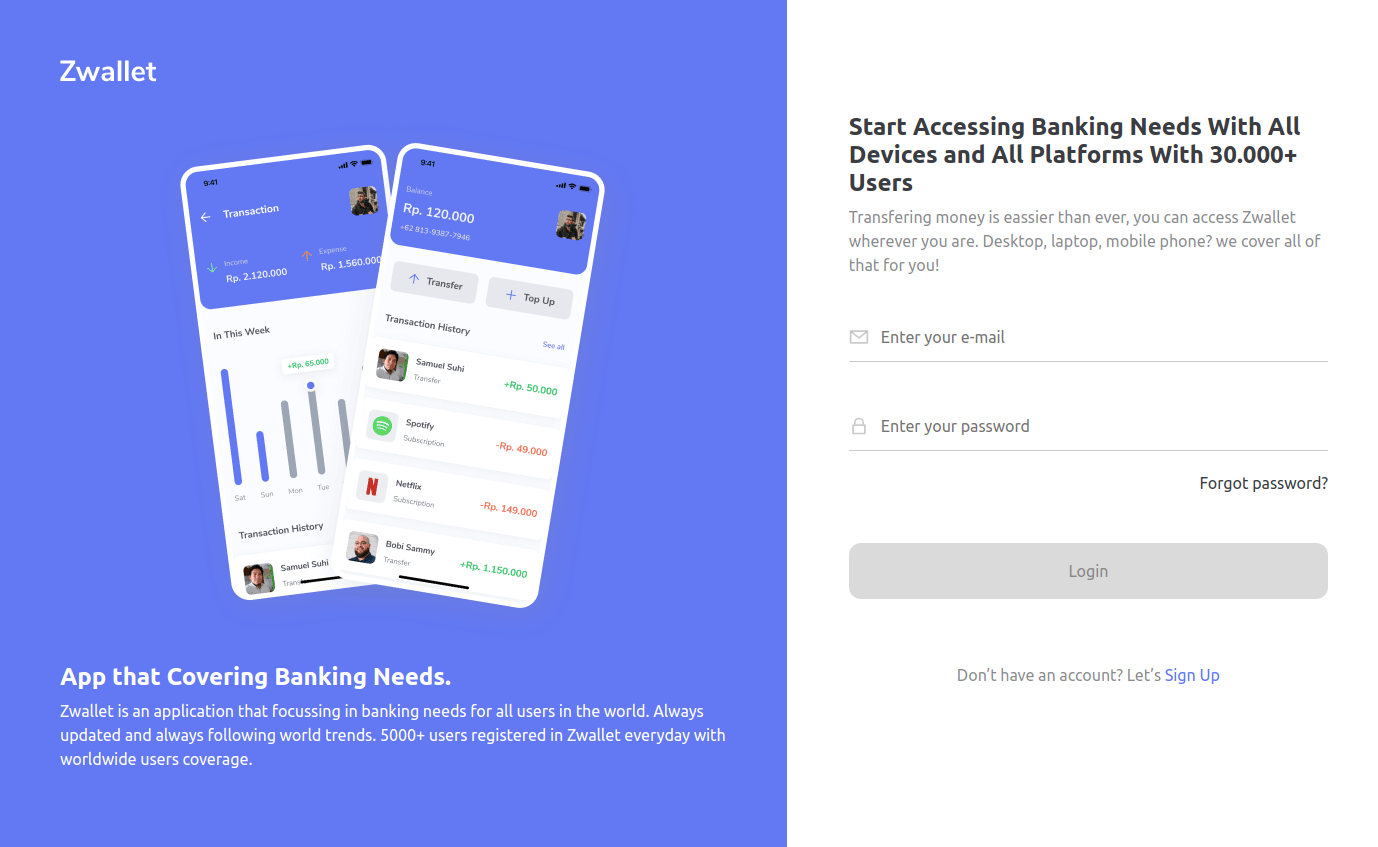 Zwallet
9:41
Transaction
Income
Rp. 2.120.000
Expense
Rp. 1.560.000
In This Week
+Rp. 65.000
Sat
Sun
Mon
Tue
Transaction History
Samuel Suhi
9:41
Balance
Rp. 120.000
+62 813-9387-7946
Transfer
Top Up
Transaction History
See all
Samuel Suhi
Transfer
+Rp. 50.000
Spotify
Subscription
-Rp. 49.000
Netflix
Subscription
-Rp. 149.000
Bobi Sammy
Transfer
+Rp. 1.150.000
App that Covering Banking Needs.
Zwallet is an application that focussing in banking needs for all users in the world. Always
updated and always following world trends. 5000+ users registered in Zwallet everyday with
worldwide users coverage.
Start Accessing Banking Needs With All
Devices and All Platforms With 30.000+
Users
Transfering money is eassier than ever, you can access Zwallet
wherever you are. Desktop, laptop, mobile phone? we cover all of
that for you!
Enter your e-mail
Enter your password
Forgot password?
Login
Don’t have an account? Let’s Sign Up